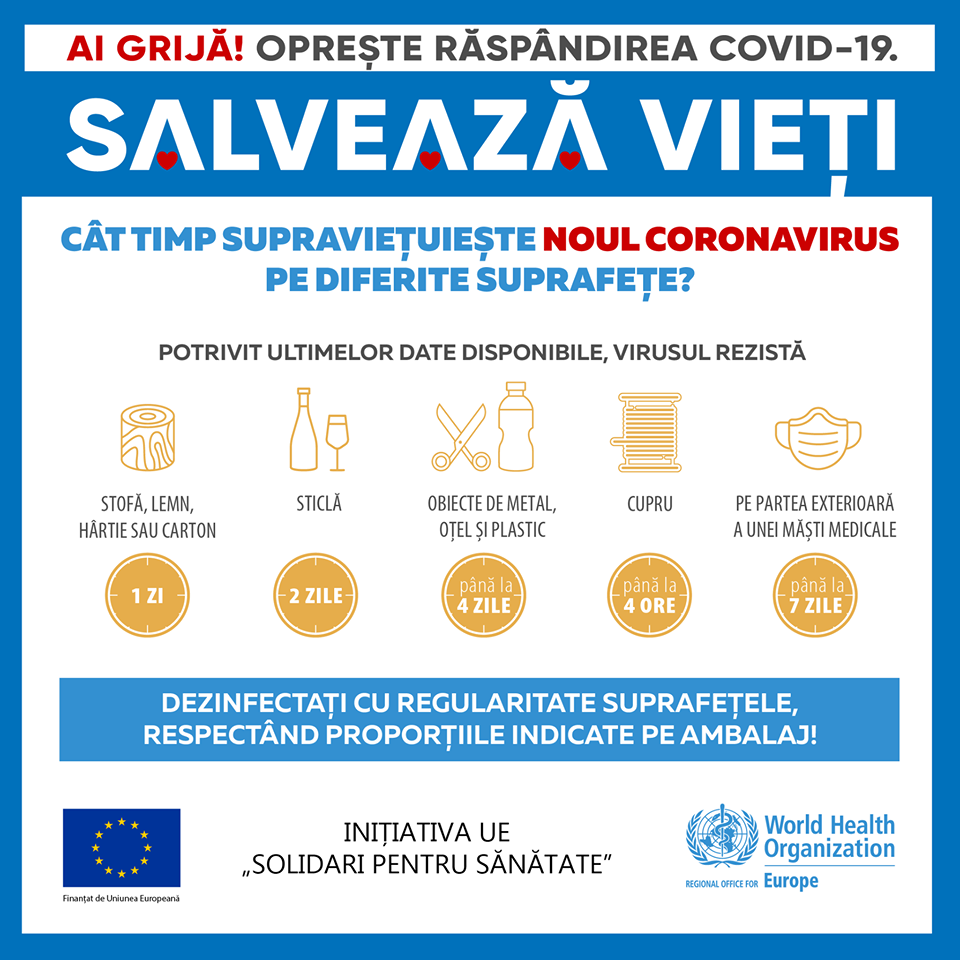 AI GRIJĂ! OPREȘTE RĂSPÂNDIREA COVID-19.
SALVEAZĂ VIEȚI
CÂT TIMP SUPRAVIEȚUIEȘTE NOUL CORONAVIRUS
PE DIFERITE SUPRAFEȚE?
POTRIVIT ULTIMELOR DATE DISPONIBILE, VIRUSUL REZISTĂ
STOFĂ, LEMN,
HÂRTIE SAU CARTON
1 ZI
STICLĂ
2 ZILE
OBIECTE DE METAL,
OȚEL ȘI PLASTIC
până la
4 ZILE
CUPRU
până la
4 ORE
PE PARTEA EXTERIOARĂ
A UNEI MĂȘTI MEDICALE
până la
7 ZILE
DEZINFECTAȚI CU REGULARITATE SUPRAFEȚELE,
RESPECTÂND PROPORȚIILE INDICATE PE AMBALAJ!
Finanțat de Uniunea Europeană
INIȚIATIVA UE
„SOLIDARI PENTRU SĂNĂTATE”
World Health
Organization
REGIONAL OFFICE FOR Europe